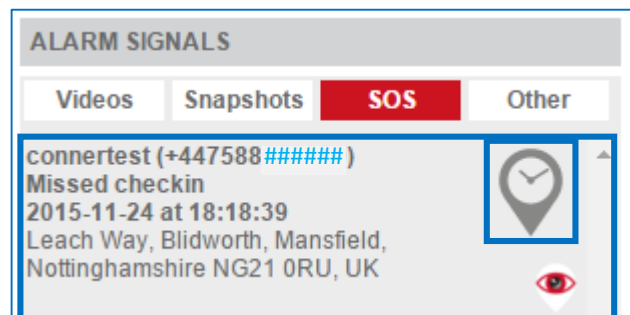 ALARM SIGNALS
Videos Snapshots SOS Other
connertest (+447588###### )
Missed checkin
2015-11-24 at 18:18:39
Leach Way, Blidworth, Mansfield,
Nottinghamshire NG21 0RU, UK